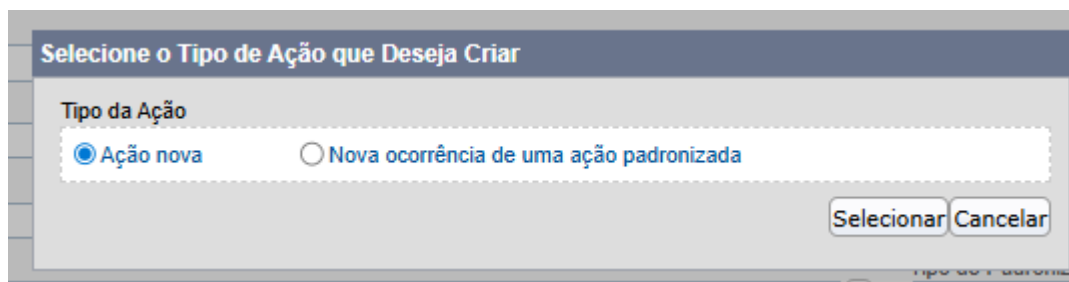 Selecione o Tipo de Ação que Deseja Criar
Tipo da Ação
Ação nova Nova ocorrência de uma ação padronizada
Selecionar Cancelar